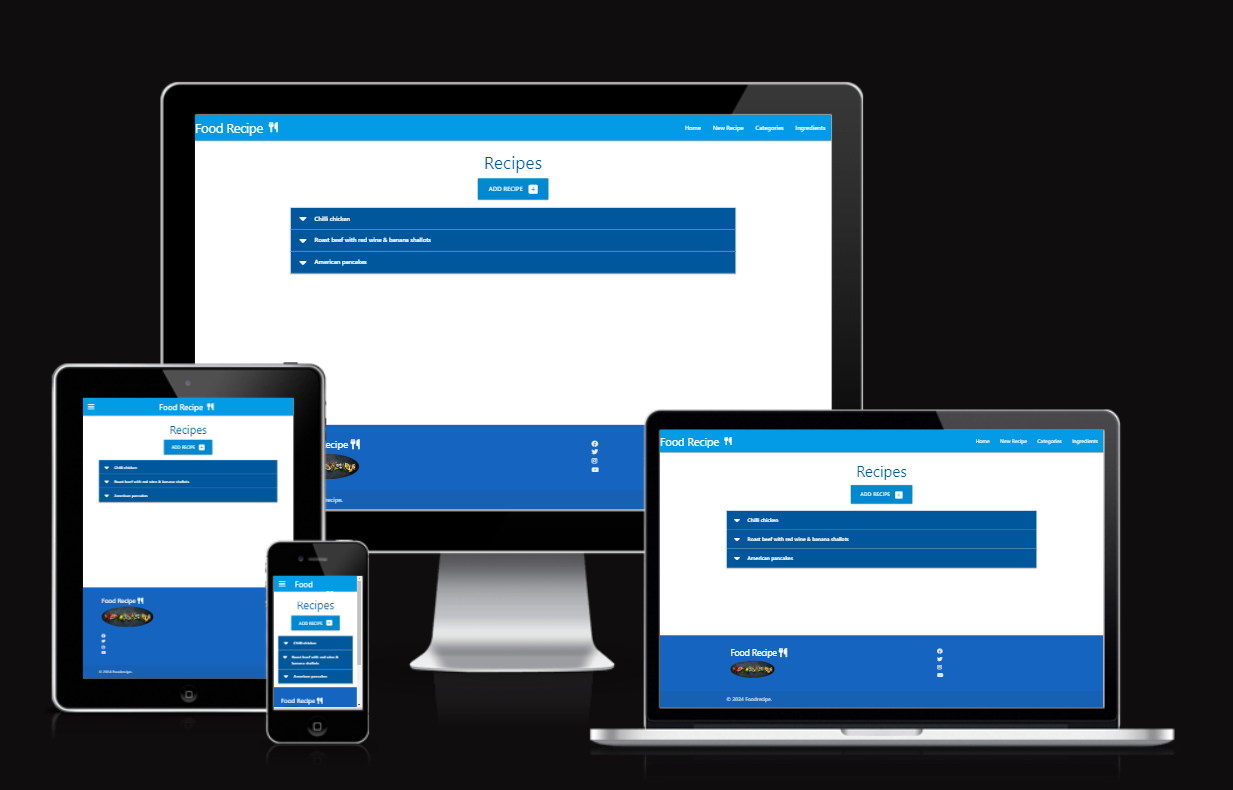 Food Recipe
Home New Recipe Categories Ingredients
Recipes
ADD RECIPE
Chilli chicken
Roast beef with red wine & banana shallots
American pancakes
ecipe
recipe.
Food Recipe
Recipes
ADD RECIPE
Chilli chicken
Roast beef with red wine & banana shallots
American pancakes
Food Recipe
© 2024 Foodrecipe.
Food
Recipes
ADD RECIPE
Chilli chicken
Roast beef with red wine &
banana shallots
American pancakes
Food Recipe
Food Recipe
Home New Recipe Categories Ingredients
Recipes
ADD RECIPE
Chilli chicken
Roast beef with red wine & banana shallots
American pancakes
Food Recipe
© 2024 Foodrecipe.